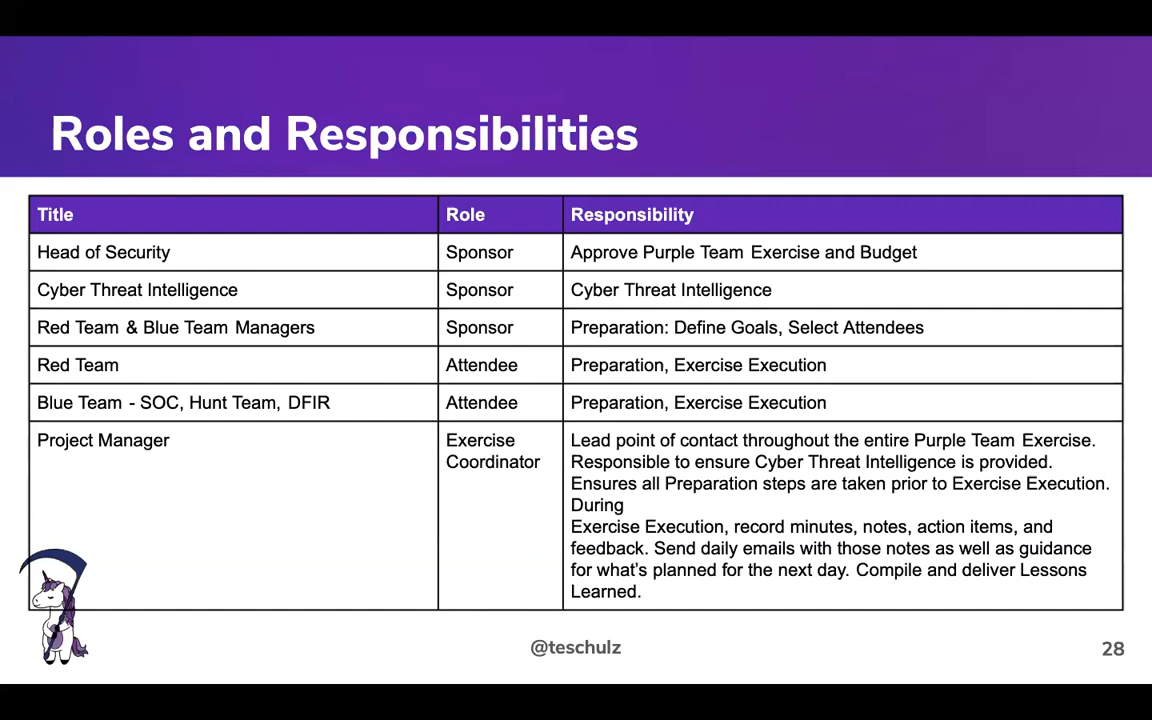 Roles and Responsibilities
Title Role Responsibility
Head of Security Sponsor Approve Purple Team Exercise and Budget
Cyber Threat Intelligence Sponsor Cyber Threat Intelligence
Red Team & Blue Team Managers Sponsor Preparation: Define Goals, Select Attendees
Red Team Attendee Preparation, Exercise Execution
Blue Team - SOC, Hunt Team, DFIR Attendee Preparation, Exercise Execution
Project Manager Exercise Lead point of contact throughout the entire Purple Team Exercise.
Coordinator Responsible to ensure Cyber Threat Intelligence is provided.
Ensures all Preparation steps are taken prior to Exercise Execution.
During
Exercise Execution, record minutes, notes, action items, and
feedback. Send daily emails with those notes as well as guidance
for what's planned for the next day. Compile and deliver Lessons
Learned.
@teschulz
28